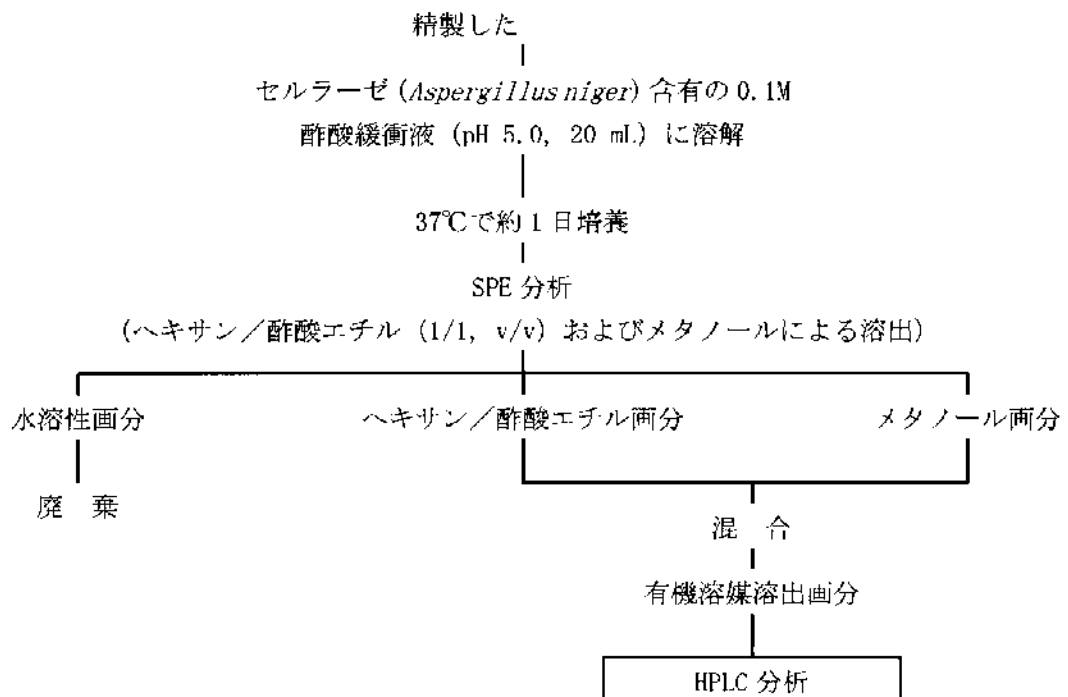 精製した
セルラーゼ (Aspergillus niger) 含有の 0.1M
酢酸緩衝液 (pH 5.0, 20 mL) に溶解
37℃で約1日培養
SPE 分析
(ヘキサン／酢酸エチル (1/1, v/v) およびメタノールによる溶出)
水溶性画分
ヘキサン／酢酸エチル画分
メタノール画分
廃 棄
混 合
有機溶媒溶出画分
HPLC 分析